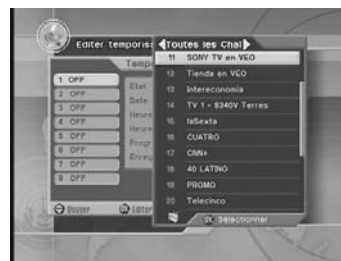 Editer temporis
Toutes les Chaî
Tempo
1 OFF
2 OFF
3 OFF
4 OFF
5 OFF
6 OFF
7 OFF
8 OFF
Etat
Date
Heure
Heure
Progr
Enreg
11 SONY TV en VEO
12 Tienda en VEO
13 Intereconomía
14 TV 1 - 8340V Terres
15 laSexta
16 CUATRO
17 CNN+
18 40 LATINO
19 PROMO
20 Telecinco
Editer
OK Sélectionner